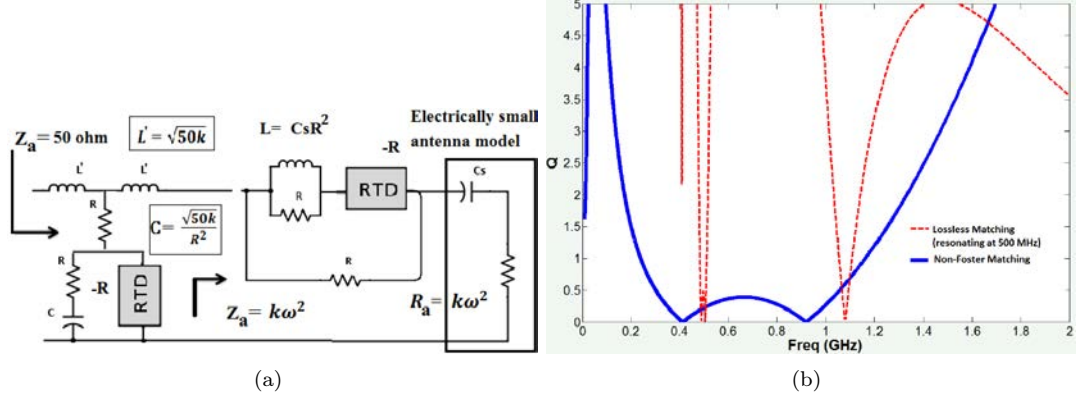 Electrically small
antenna model
L= CsR²
Zₐ= 50 ohm
L' = √50k
-R
L'
L'
RTD
Cs
R
R
C = √50k / R²
R
-R
RTD
R
C
Zₐ = kω²
Rₐ = kω²
(a)
5
4.5
4
3.5
3
2.5
2
1.5
1
0.5
0
Q
Lossless Matching
(resonating at 500 MHz)
Non-Foster Matching
0 0.2 0.4 0.6 0.8 1 1.2 1.4 1.6 1.8 2
Freq (GHz)
(b)